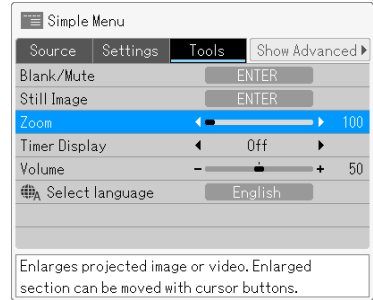 Simple Menu
Source Settings Tools Show Advanced
Blank/Mute ENTER
Still Image ENTER
Zoom 100
Timer Display Off
Volume - + 50
Select language English
Enlarges projected image or video. Enlarged
section can be moved with cursor buttons.